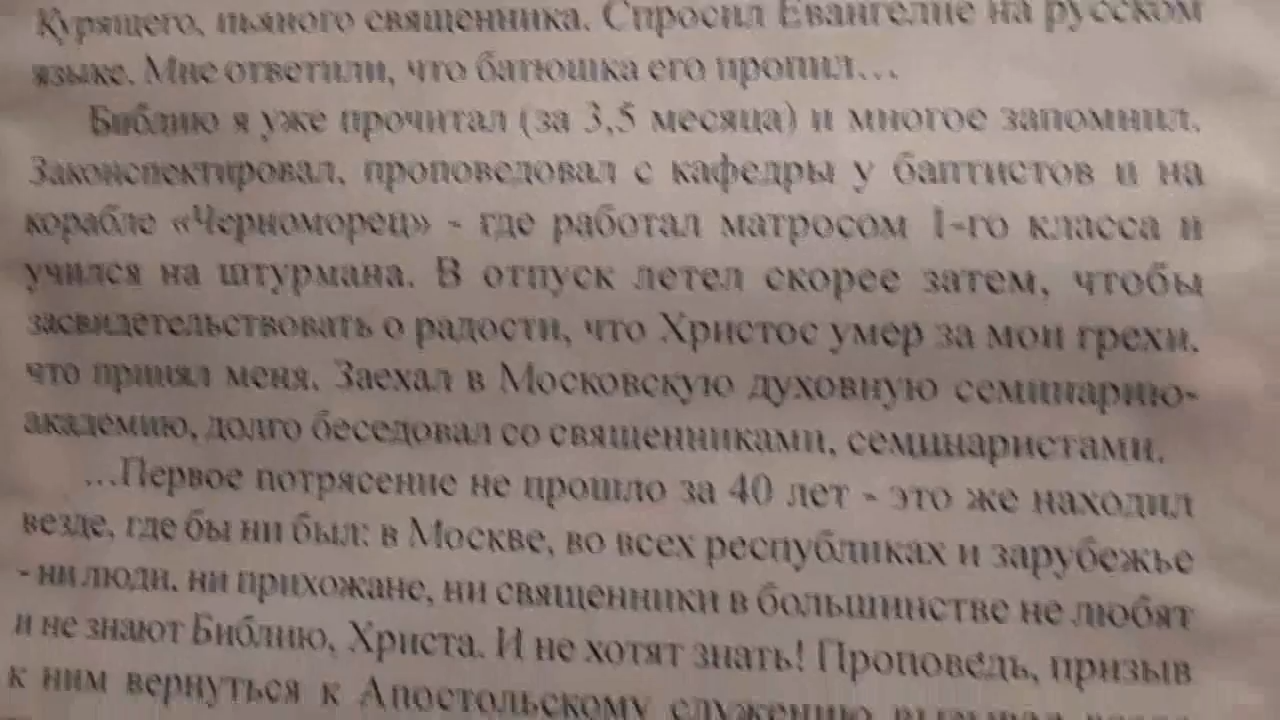 Курящего, пьяного священника. Спросил Евангелие на русском
языке. Мне ответили, что батюшка его пропил…
Библию я уже прочитал (за 3,5 месяца) и многое запомнил.
Законспектировал, проповедовал с кафедры у баптистов и на
корабле «Черноморец» - где работал матросом 1-го класса и
учился на штурмана. В отпуск летел скорее затем, чтобы
засвидетельствовать о радости, что Христос умер за мои грехи,
что принял меня. Заехал в Московскую духовную семинарию-
академию, долго беседовал со священниками, семинаристами.
…Первое потрясение не прошло за 40 лет - это же находил
везде, где бы ни был: в Москве, во всех республиках и зарубежье
- ни люди, ни прихожане, ни священники в большинстве не любят
и не знают Библию, Христа. И не хотят знать! Проповедь, призыв
к ним вернуться к Апостольскому служению вызывал